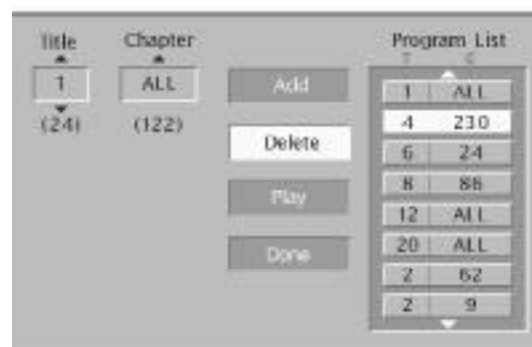 Title Chapter Program List
T C
1 ALL Add 1 ALL
(24) (122) 4 230
Delete 6 24
8 86
Play 12 ALL
Done 20 ALL
2 62
2 9